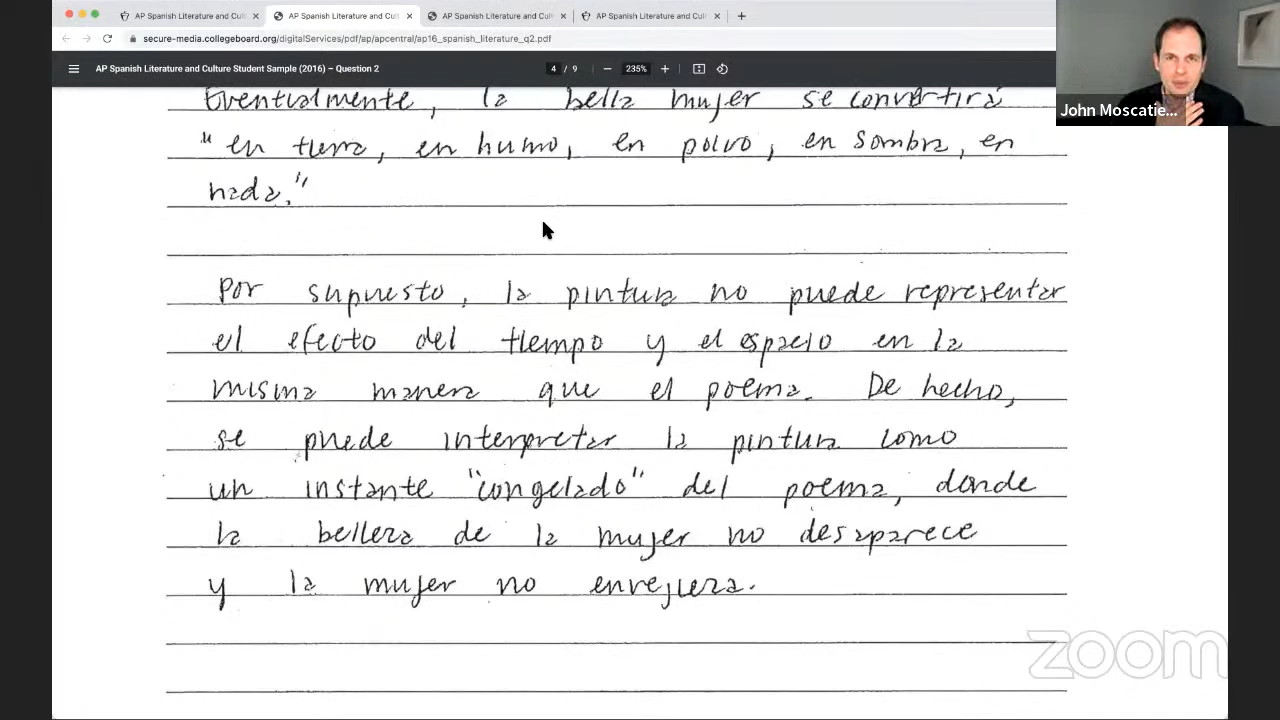 AP Spanish Literature and Cult
AP Spanish Literature and Cult
AP Spanish Literature and Cult
AP Spanish Literature and Cult
secure-media.collegeboard.org/digitalServices/pdf/ap/apcentral/ap16_spanish_literature_q2.pdf
AP Spanish Literature and Culture Student Sample (2016) – Question 2
4 / 9
235%
John Moscatie...
Eventualmente, la bella mujer se convertirá
"en tierra, en humo, en polvo, en sombra, en
nada."
Por supuesto, la pintura no puede representar
el efecto del tiempo y el espacio en la
misma manera que el poema. De hecho,
se puede interpretar la pintura como
un instante "congelado" del poema, donde
la belleza de la mujer no desaparece
y la mujer no envejeza.
zoom